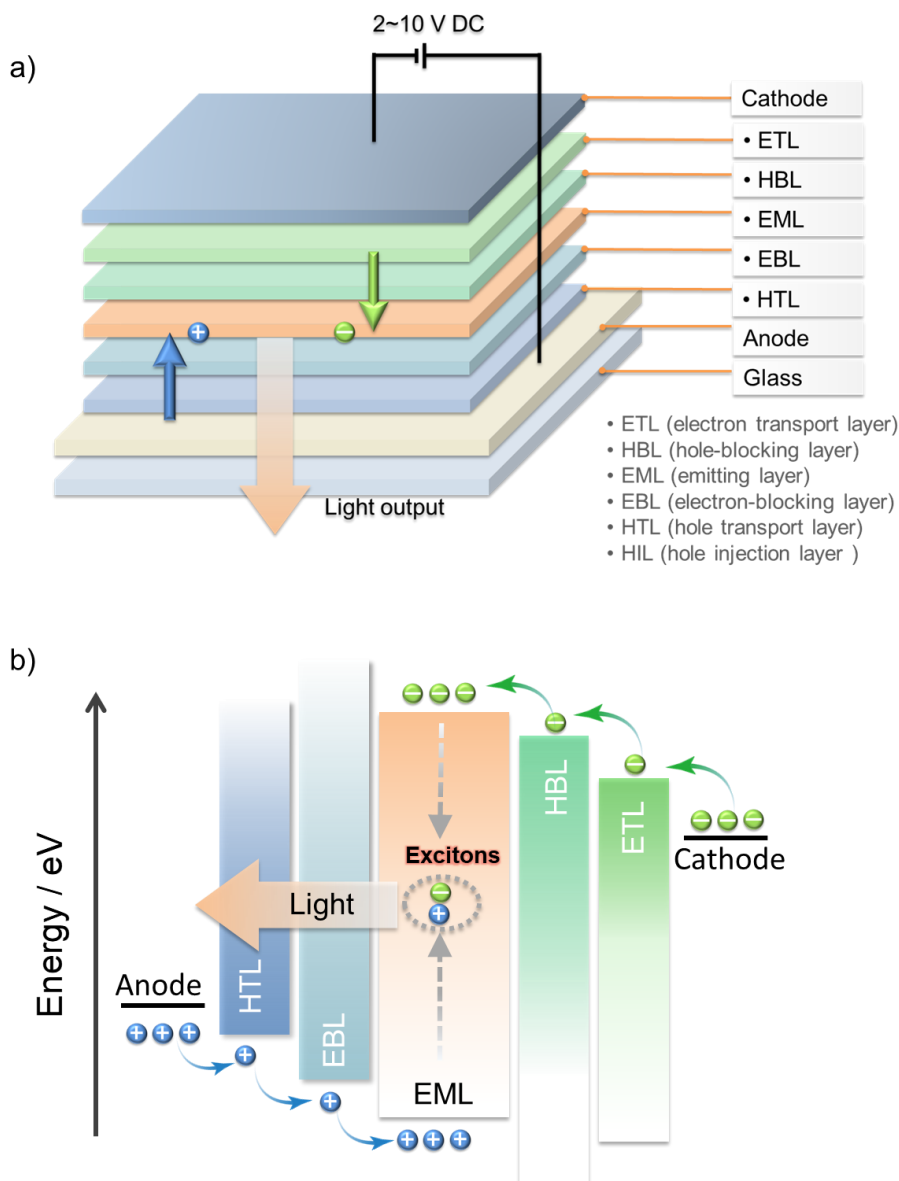 a)
2~10 V DC
Cathode
• ETL
• HBL
• EML
• EBL
• HTL
Anode
Glass
Light output
• ETL (electron transport layer)
• HBL (hole-blocking layer)
• EML (emitting layer)
• EBL (electron-blocking layer)
• HTL (hole transport layer)
• HIL (hole injection layer )
b)
Energy / eV
Anode
HTL
EBL
Light
Excitons
EML
HBL
ETL
Cathode